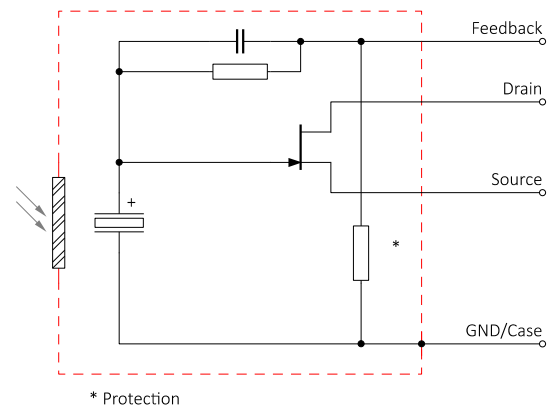 Feedback
Drain
Source
+
*
GND/Case
* Protection